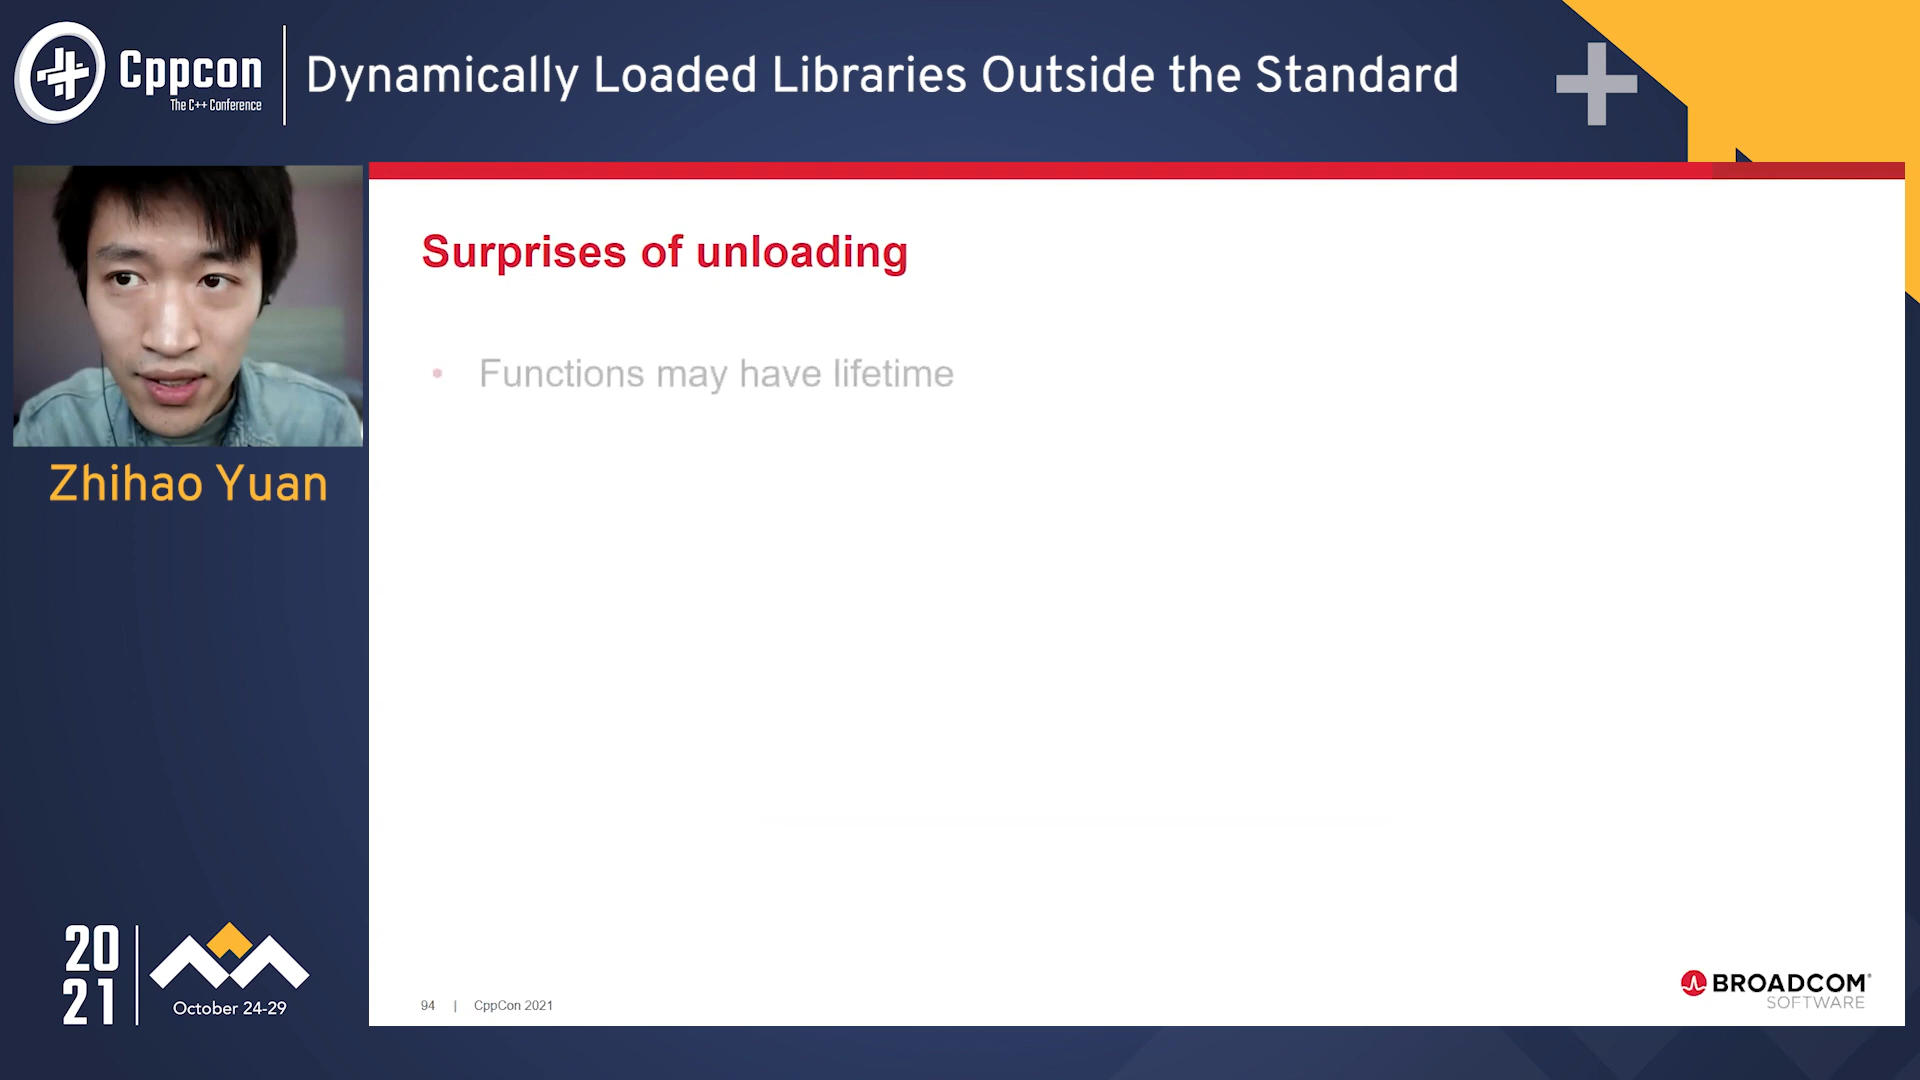 Cppcon
The C++ Conference
Dynamically Loaded Libraries Outside the Standard
Zhihao Yuan
Surprises of unloading
• Functions may have lifetime
20
21
October 24-29
94 | CppCon 2021
BROADCOM®
SOFTWARE